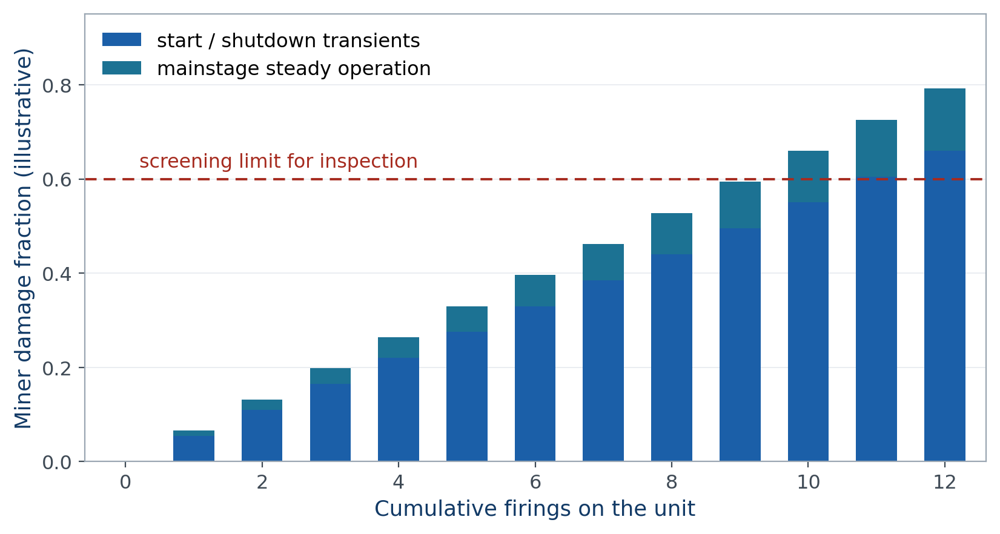 start / shutdown transients
mainstage steady operation
screening limit for inspection
Miner damage fraction (illustrative)
0.8
0.6
0.4
0.2
0.0
0 2 4 6 8 10 12
Cumulative firings on the unit